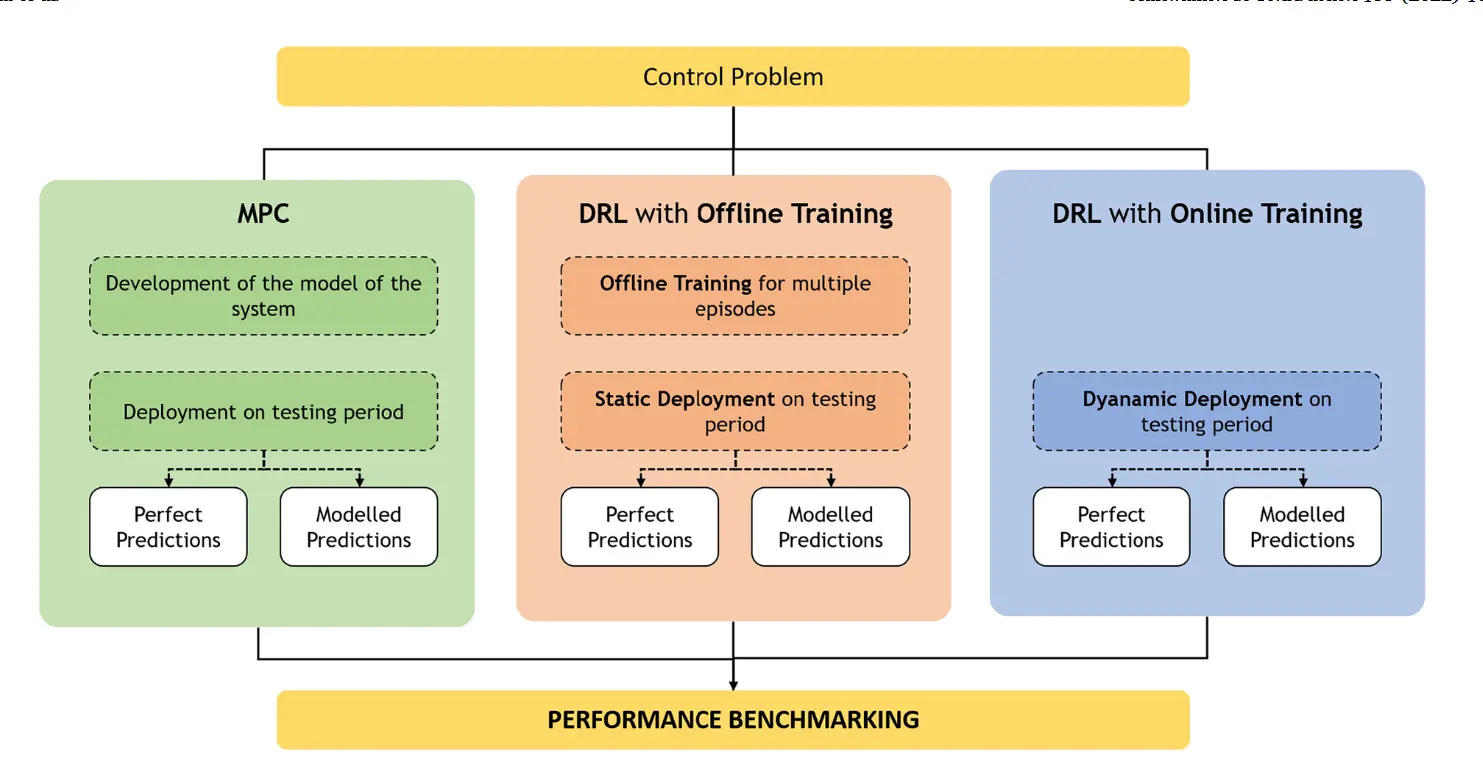 Control Problem
MPC
DRL with Offline Training
DRL with Online Training
Development of the model of the
system
Offline Training for multiple
episodes
Deployment on testing period
Static Deployment on testing
period
Dyanamic Deployment on
testing period
Perfect
Predictions
Modelled
Predictions
Perfect
Predictions
Modelled
Predictions
Perfect
Predictions
Modelled
Predictions
PERFORMANCE BENCHMARKING